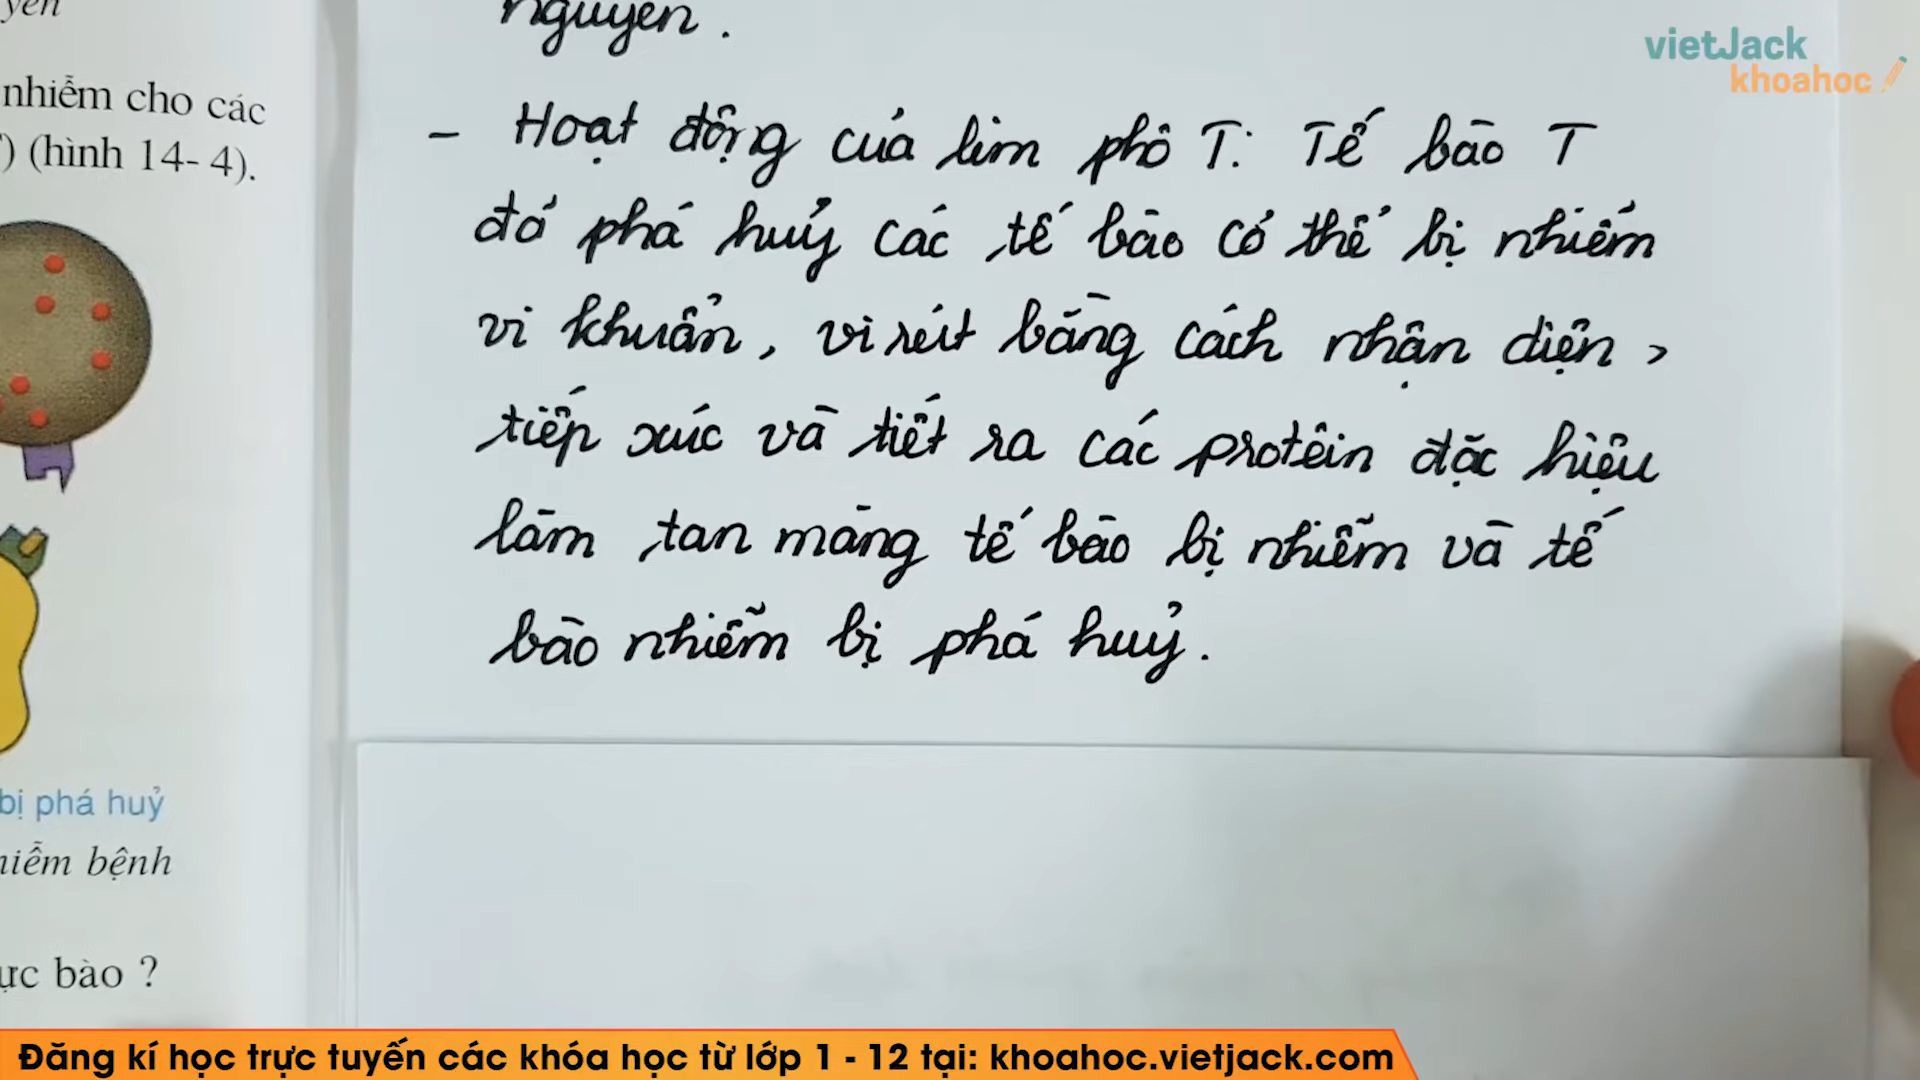 nhiễm cho các
(hình 14- 4).
bị phá huỷ
bệnh
bào ?
nguyên.
- Hoạt động của lim phô T: Tế bào T
đó phá huỷ các tế bào có thể bị nhiễm
vi khuẩn, vi rút bằng cách nhận diện,
tiếp xúc và tiết ra các protêin đặc hiệu
làm tan màng tế bào bị nhiễm và tế
bào nhiễm bị phá huỷ.
vietJack
khoahoc
Đăng kí học trực tuyến các khóa học từ lớp 1 - 12 tại: khoahoc.vietjack.com